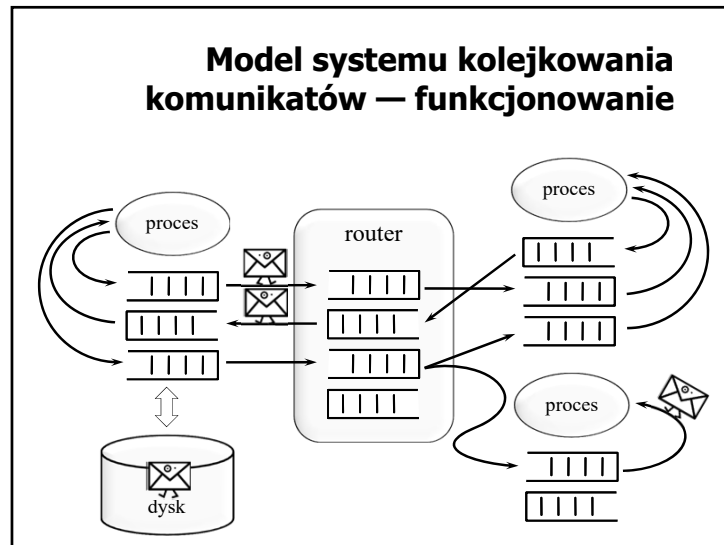 Model systemu kolejkowania
komunikatów — funkcjonowanie
proces
proces
router
proces
dysk